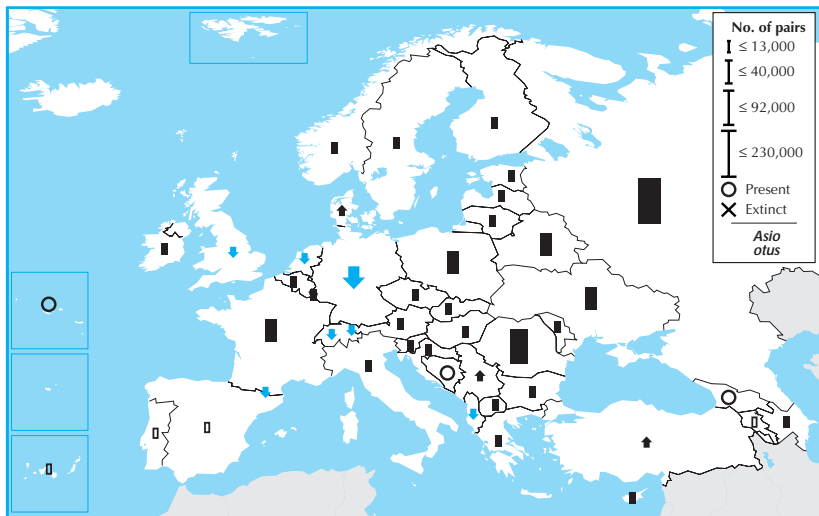 No. of pairs
≤ 13,000
≤ 40,000
≤ 92,000
≤ 230,000
Present
Extinct
Asio
otus